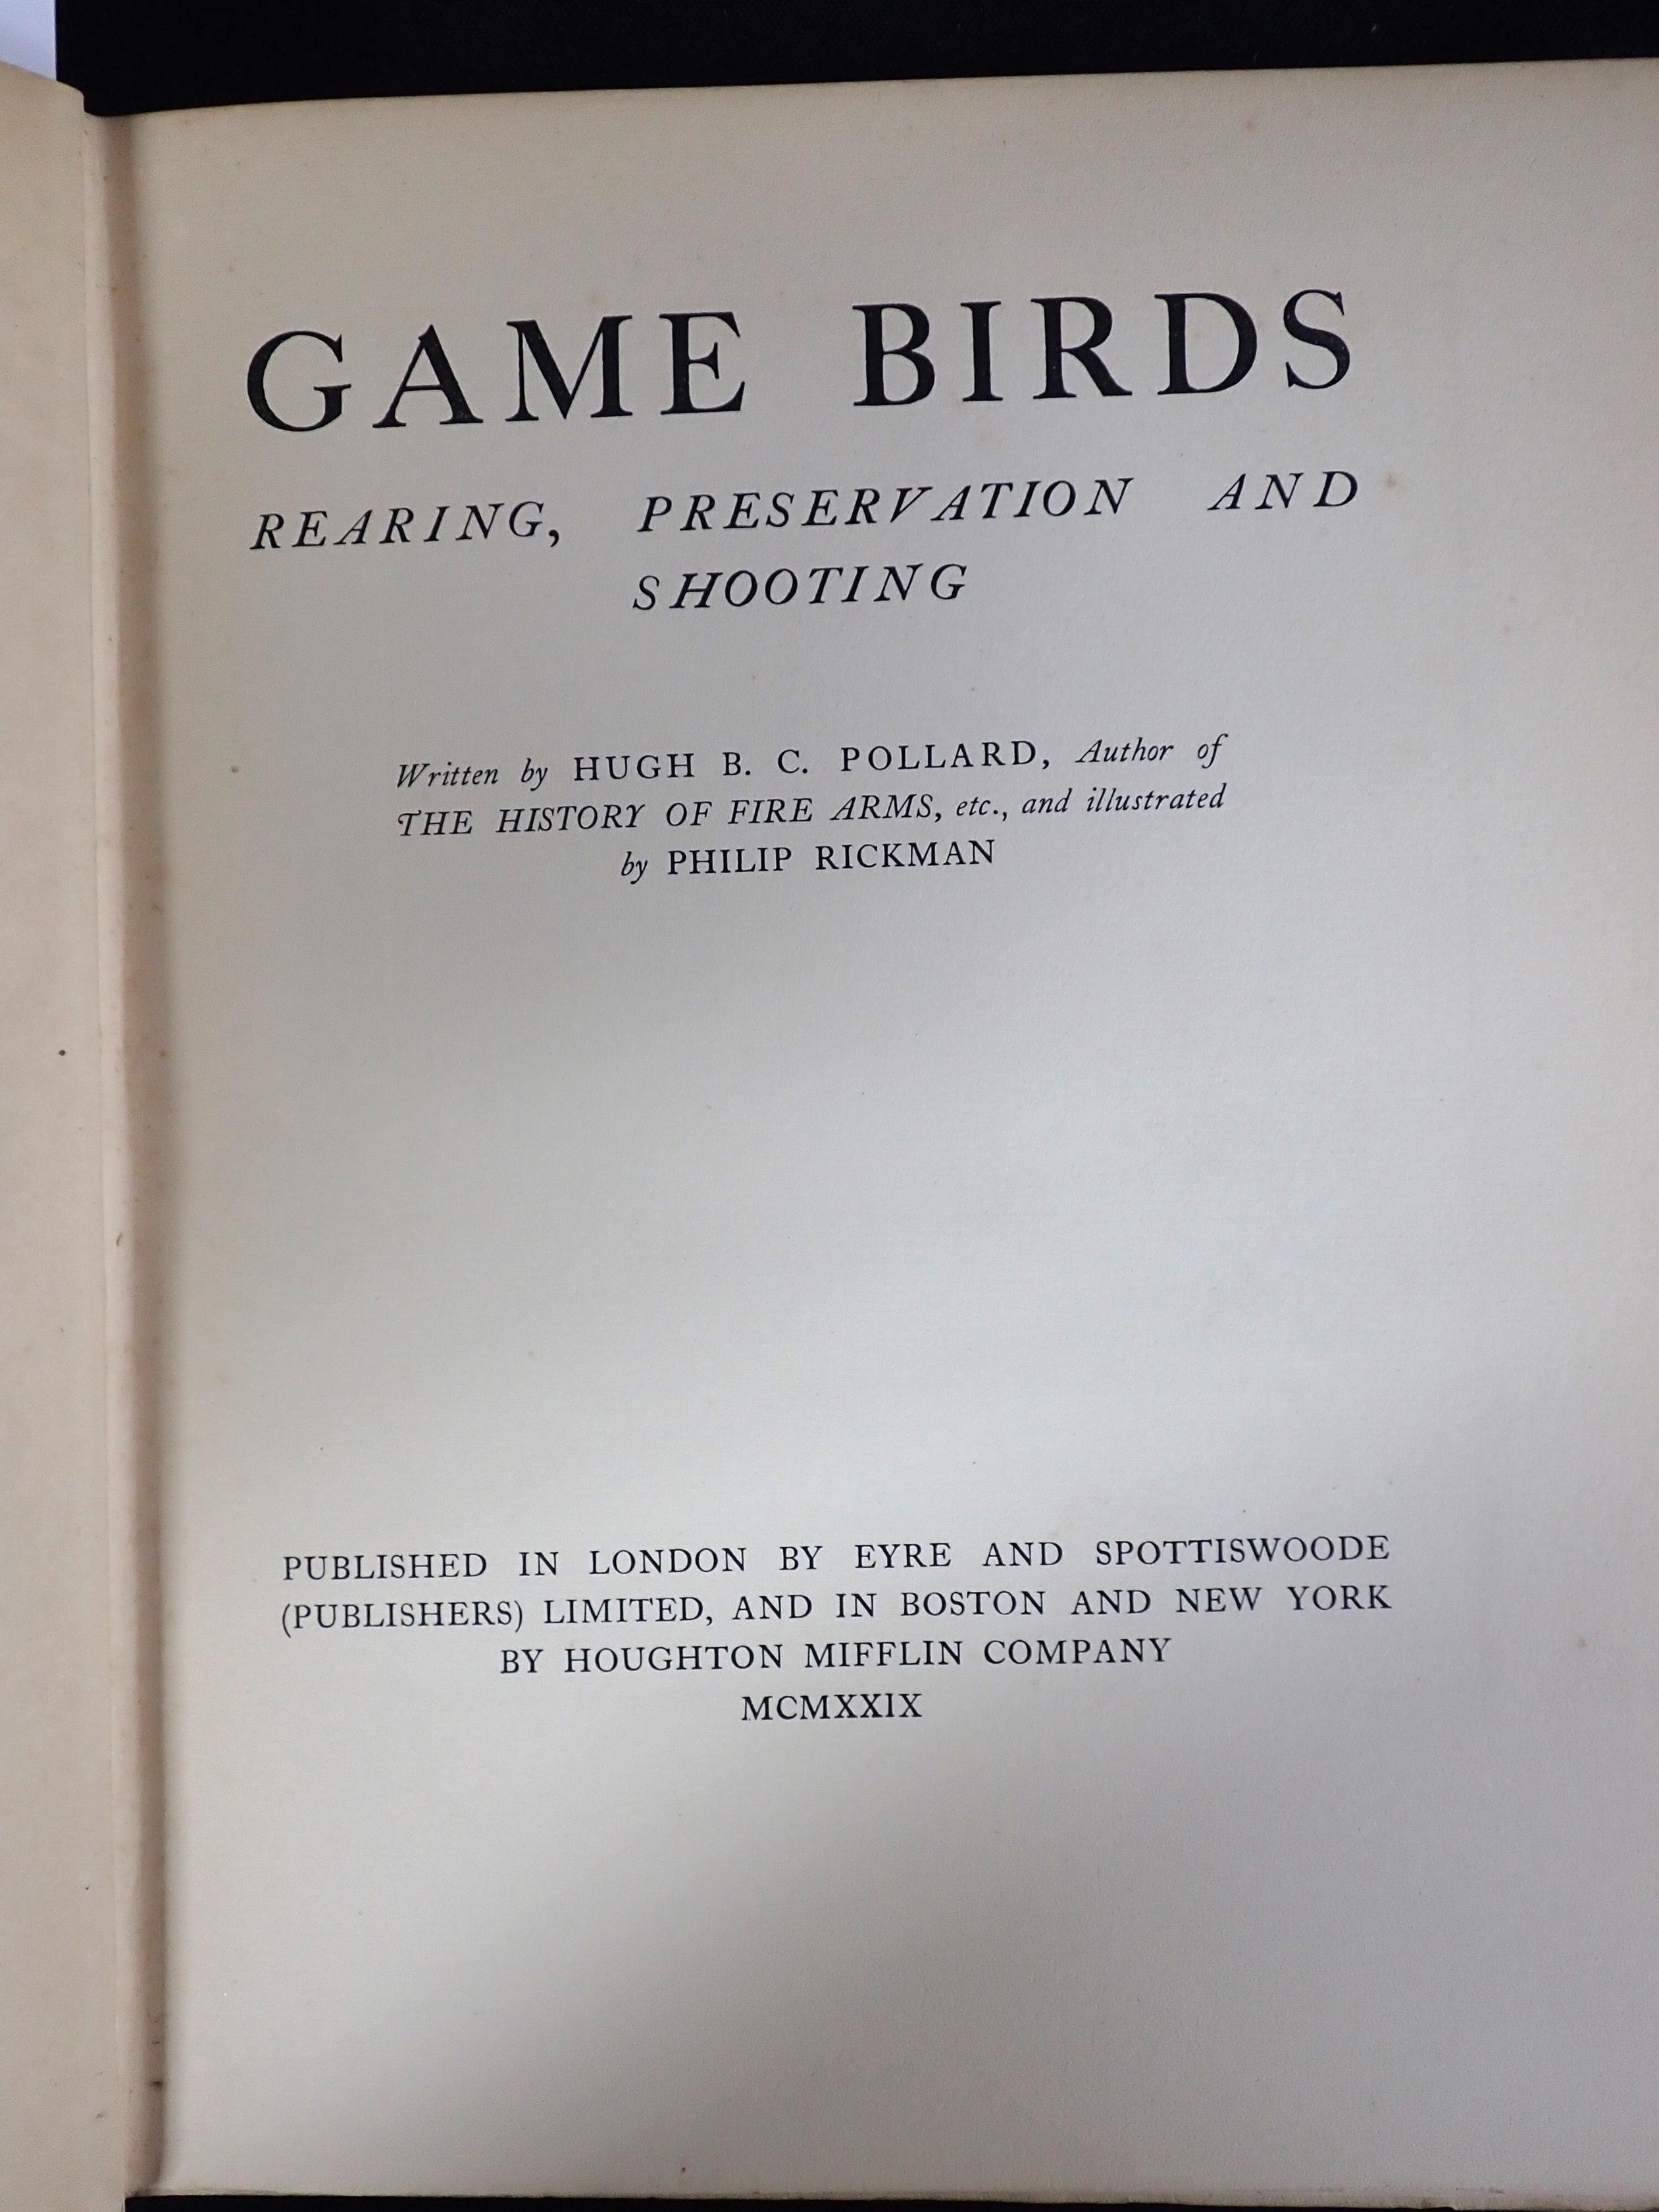 GAME BIRDS
REARING, PRESERVATION AND
SHOOTING
Written by HUGH B. C. POLLARD, Author of
THE HISTORY OF FIRE ARMS, etc., and illustrated
by PHILIP RICKMAN
PUBLISHED IN LONDON BY EYRE AND SPOTTISWOODE
(PUBLISHERS) LIMITED, AND IN BOSTON AND NEW YORK
BY HOUGHTON MIFFLIN COMPANY
MCMXXIX